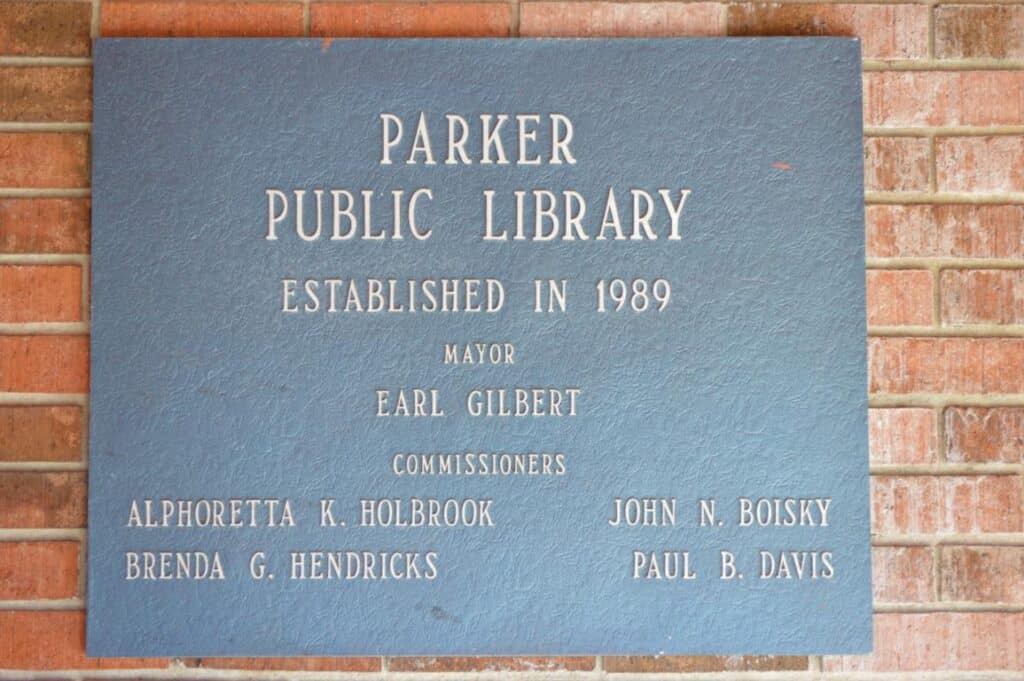 PARKER
PUBLIC LIBRARY
ESTABLISHED IN 1989
MAYOR
EARL GILBERT
COMMISSIONERS
ALPHORETTA K. HOLBROOK JOHN N. BOISKY
BRENDA G. HENDRICKS PAUL B. DAVIS